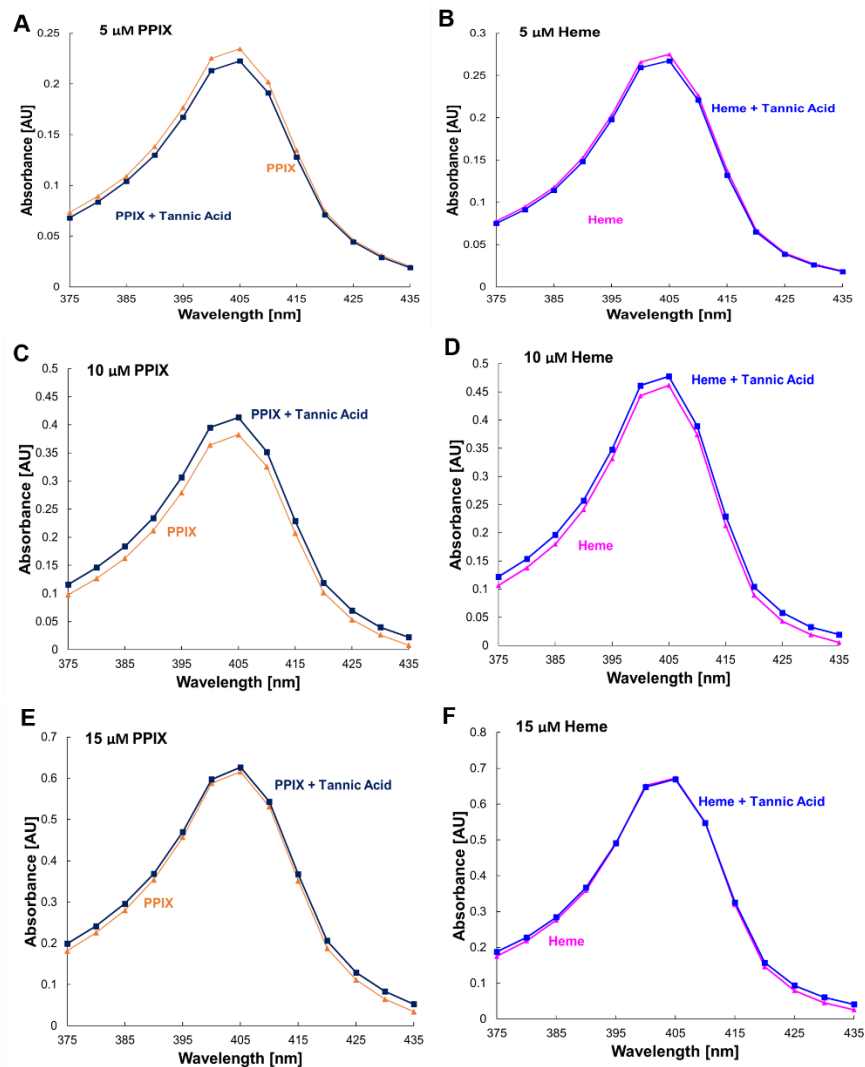 A
5 µM PPIX
Absorbance [AU]
0.25
0.2
0.15
0.1
0.05
0
PPIX
PPIX + Tannic Acid
375 385 395 405 415 425 435
Wavelength [nm]
B
5 µM Heme
Absorbance [AU]
0.3
0.25
0.2
0.15
0.1
0.05
0
Heme + Tannic Acid
Heme
375 385 395 405 415 425 435
Wavelength [nm]
C
10 µM PPIX
Absorbance [AU]
0.5
0.45
0.4
0.35
0.3
0.25
0.2
0.15
0.1
0.05
0
PPIX + Tannic Acid
PPIX
375 385 395 405 415 425 435
Wavelength [nm]
D
10 µM Heme
Absorbance [AU]
0.5
0.45
0.4
0.35
0.3
0.25
0.2
0.15
0.1
0.05
0
Heme + Tannic Acid
Heme
375 385 395 405 415 425 435
Wavelength [nm]
E
15 µM PPIX
Absorbance [AU]
0.7
0.6
0.5
0.4
0.3
0.2
0.1
0
PPIX + Tannic Acid
PPIX
375 385 395 405 415 425 435
Wavelength [nm]
F
15 µM Heme
Absorbance [AU]
0.8
0.7
0.6
0.5
0.4
0.3
0.2
0.1
0
Heme + Tannic Acid
Heme
375 385 395 405 415 425 435
Wavelength [nm]